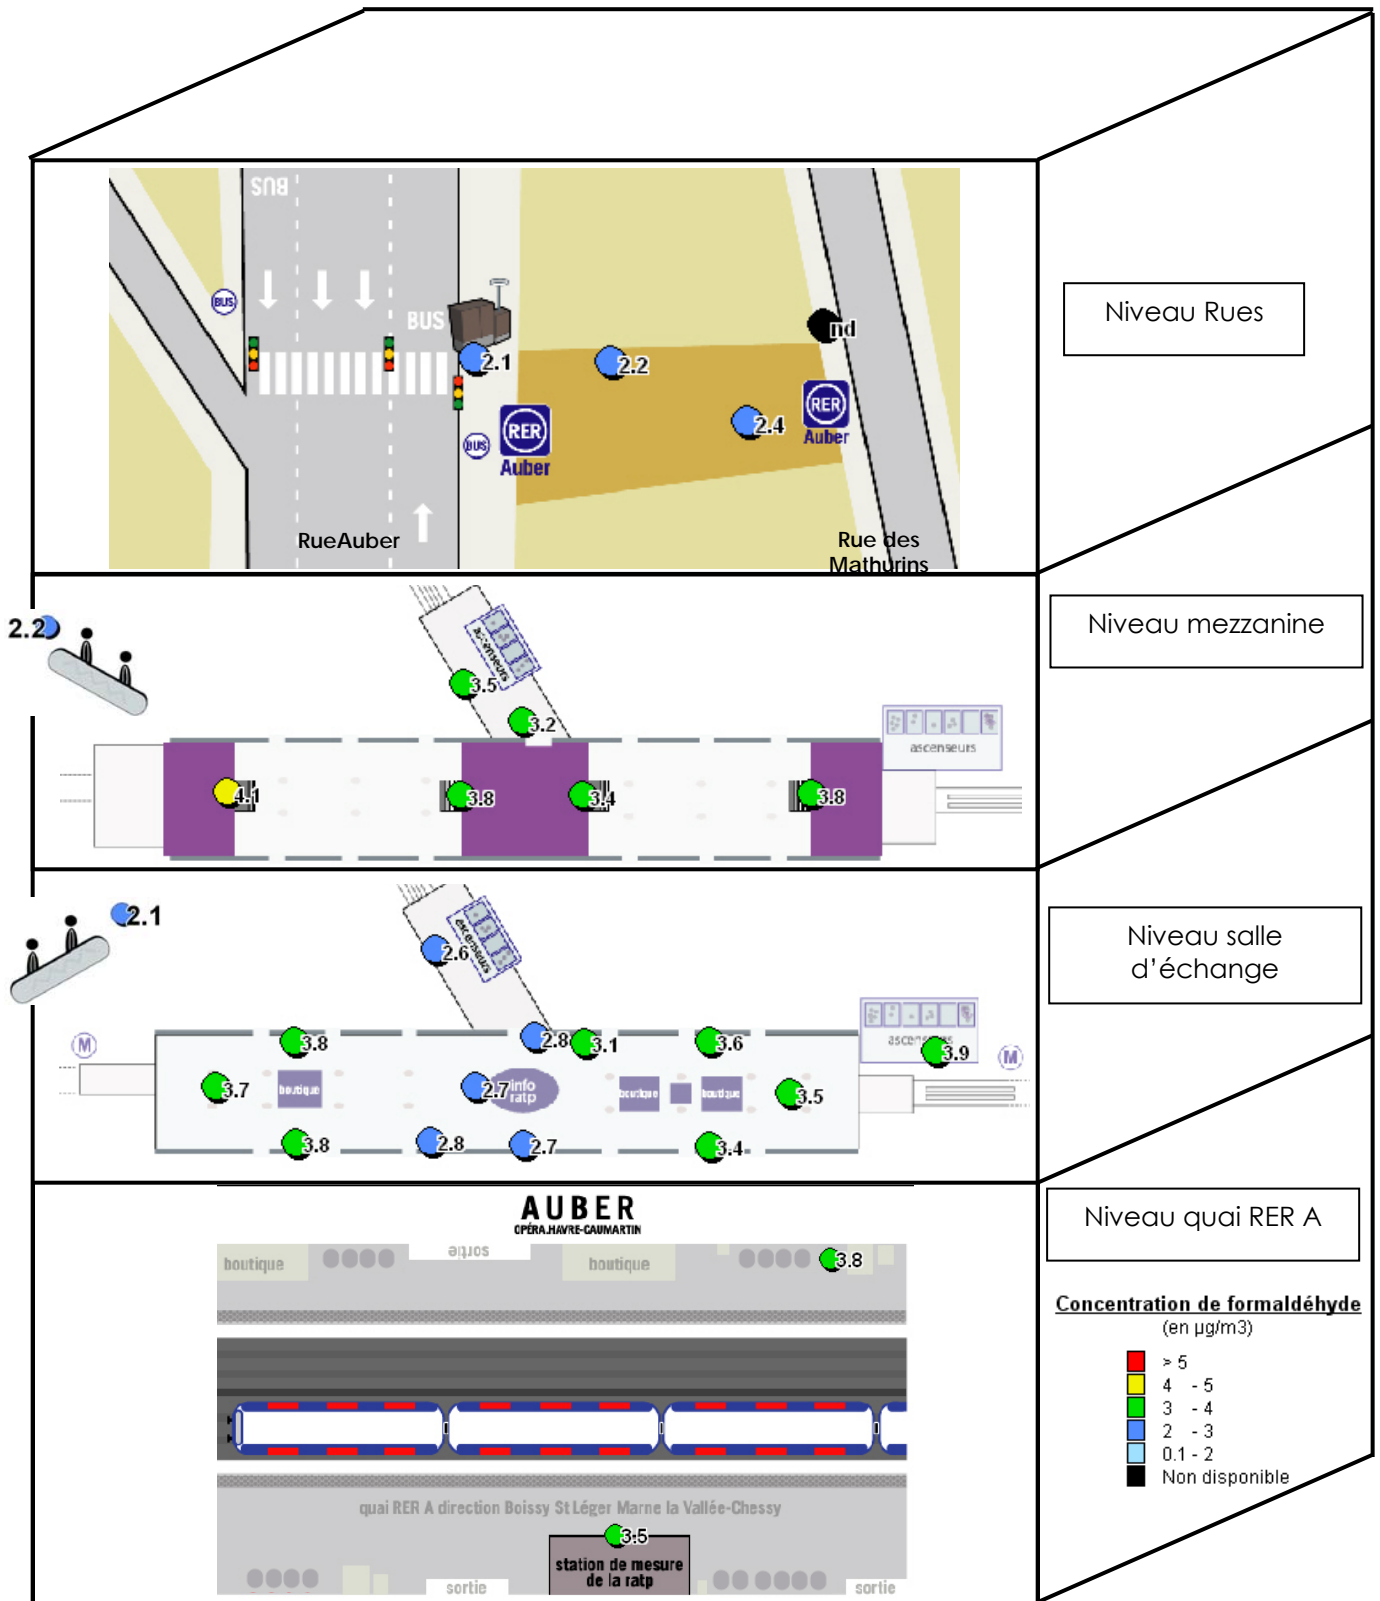 BUS
BUS
BUS
2.1
2.2
nd
2.4
RER
Auber
RER
Auber
BUS
RueAuber
Rue des
Mathurins
Niveau Rues
2.2
ascenseurs
3.5
3.2
ascenseurs
4.1
3.8
3.4
3.8
Niveau mezzanine
2.1
ascenseurs
2.6
M
3.8
2.8
3.1
3.6
ascenseurs
3.9
M
3.7
boutique
2.7
info
ratp
boutique
boutique
3.5
3.8
2.8
2.7
3.4
Niveau salle
d'échange
AUBER
OPÉRA.HAVRE-CAUMARTIN
boutique
sortie
boutique
3.8
quai RER A direction Boissy St Léger Marne la Vallée-Chessy
3.5
station de mesure
de la ratp
sortie
sortie
Niveau quai RER A
Concentration de formaldéhyde
(en µg/m3)
> 5
4 - 5
3 - 4
2 - 3
0.1 - 2
Non disponible